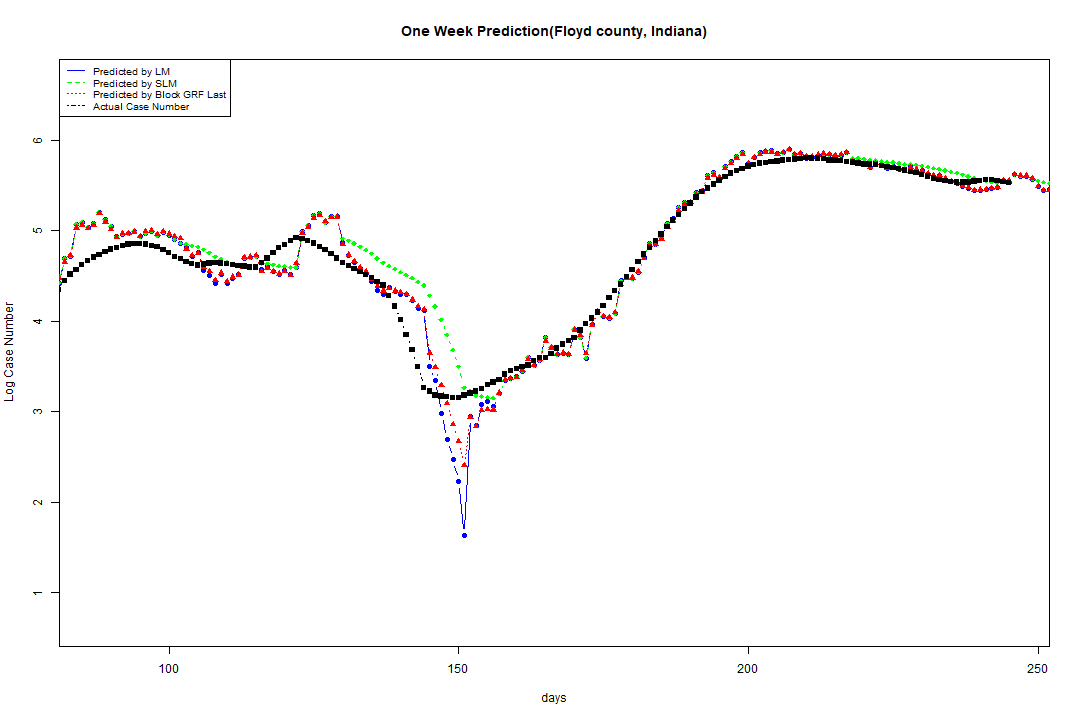 One Week Prediction(Floyd county, Indiana)
Predicted by LM
Predicted by SLM
Predicted by Block GRF Last
Actual Case Number
Log Case Number
6
5
4
3
2
1
100
150
200
250
days